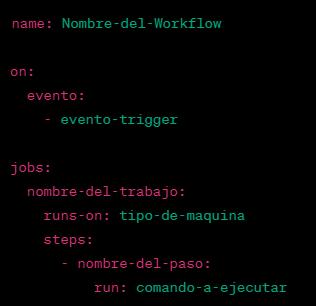 name: Nombre-del-Workflow
on:
  evento:
    - evento-trigger
jobs:
  nombre-del-trabajo:
    runs-on: tipo-de-maquina
    steps:
      - nombre-del-paso:
          run: comando-a-ejecutar